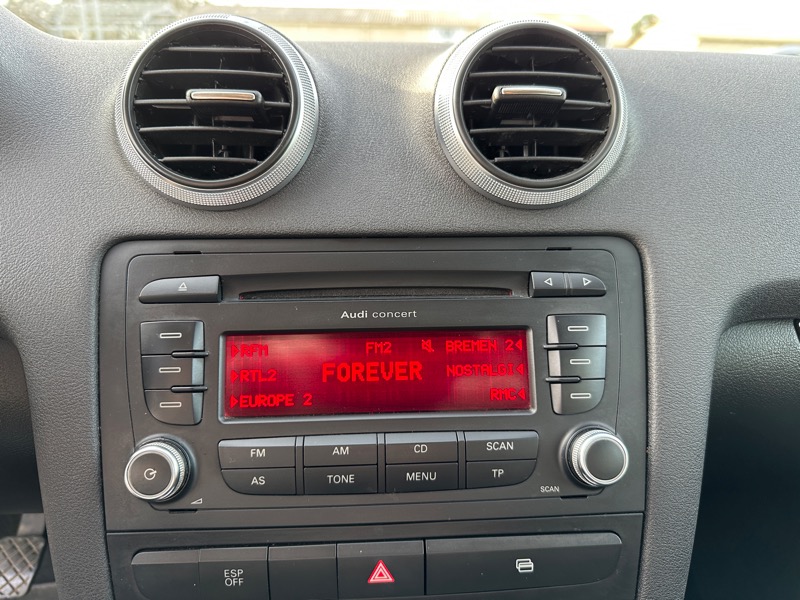 Audi concert
RFM FM2 BREMEN 24
RTL2 FOREVER NOSTALGI
EUROPE 2 RMC
FM AM CD SCAN
AS TONE MENU TP
SCAN
ESP
OFF